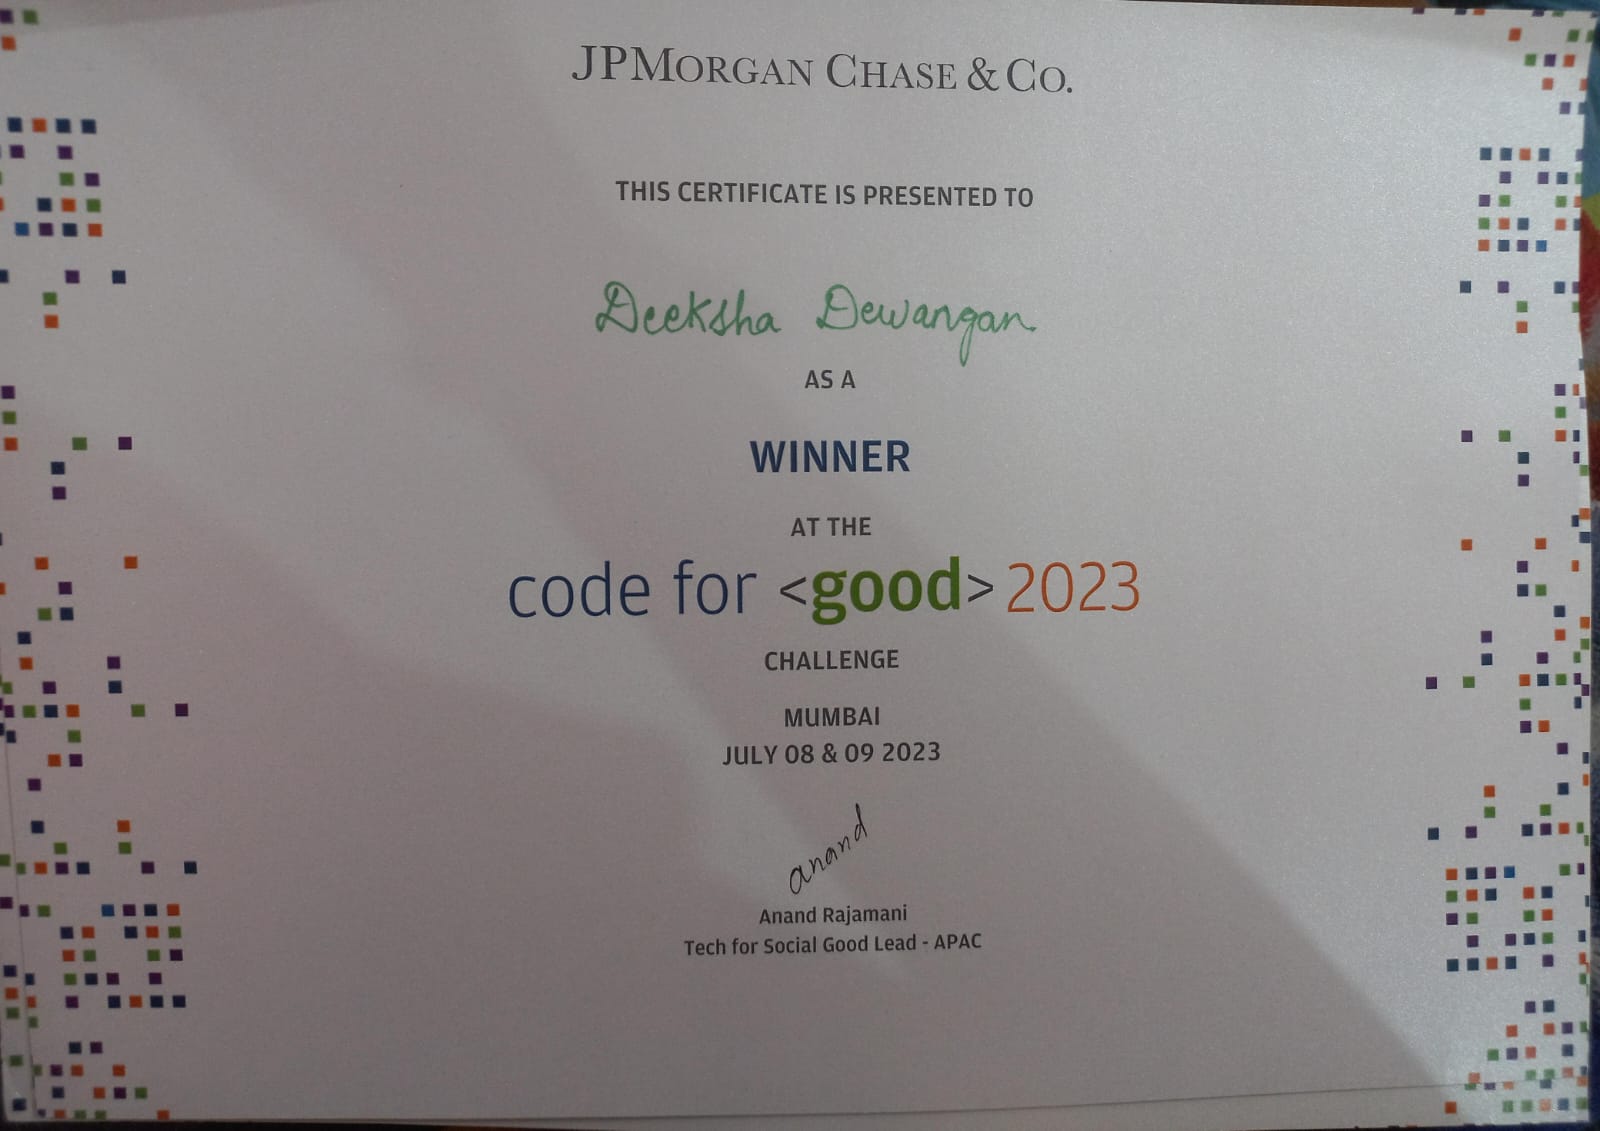 JPMORGAN CHASE & CO.
THIS CERTIFICATE IS PRESENTED TO
Deeksha Dewangan.
AS A
WINNER
AT THE
code for <good> 2023
CHALLENGE
MUMBAI
JULY 08 & 09 2023
anand
Anand Rajamani
Tech for Social Good Lead - APAC